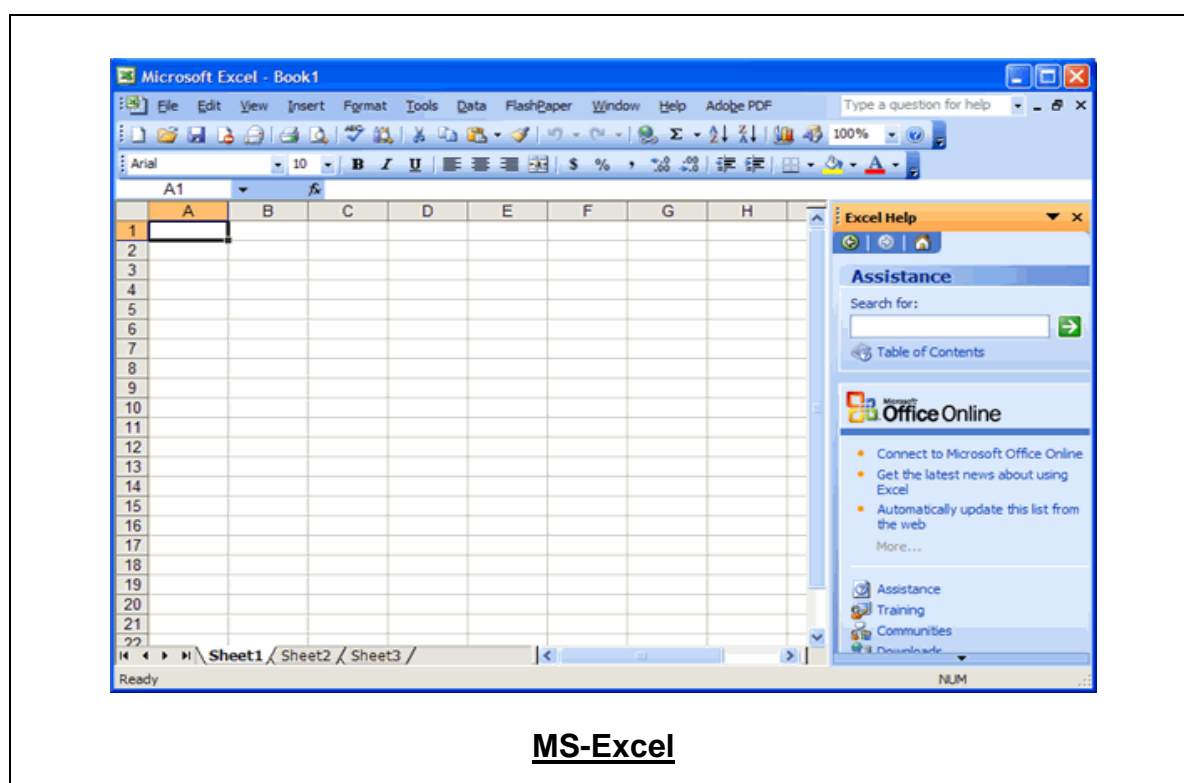 Microsoft Excel - Book1
File Edit View Insert Format Tools Data FlashPaper Window Help Adobe PDF Type a question for help
Σ 100%
Arial 10 B I U $ % ,
A1 fx
A B C D E F G H
1
2
3
4
5
6
7
8
9
10
11
12
13
14
15
16
17
18
19
20
21
22
Sheet1 Sheet2 Sheet3
Ready NUM
Excel Help
Assistance
Search for:
Table of Contents
Microsoft
Office Online
Connect to Microsoft Office Online
Get the latest news about using
Excel
Automatically update this list from
the web
More...
Assistance
Training
Communities
Downloads
MS-Excel